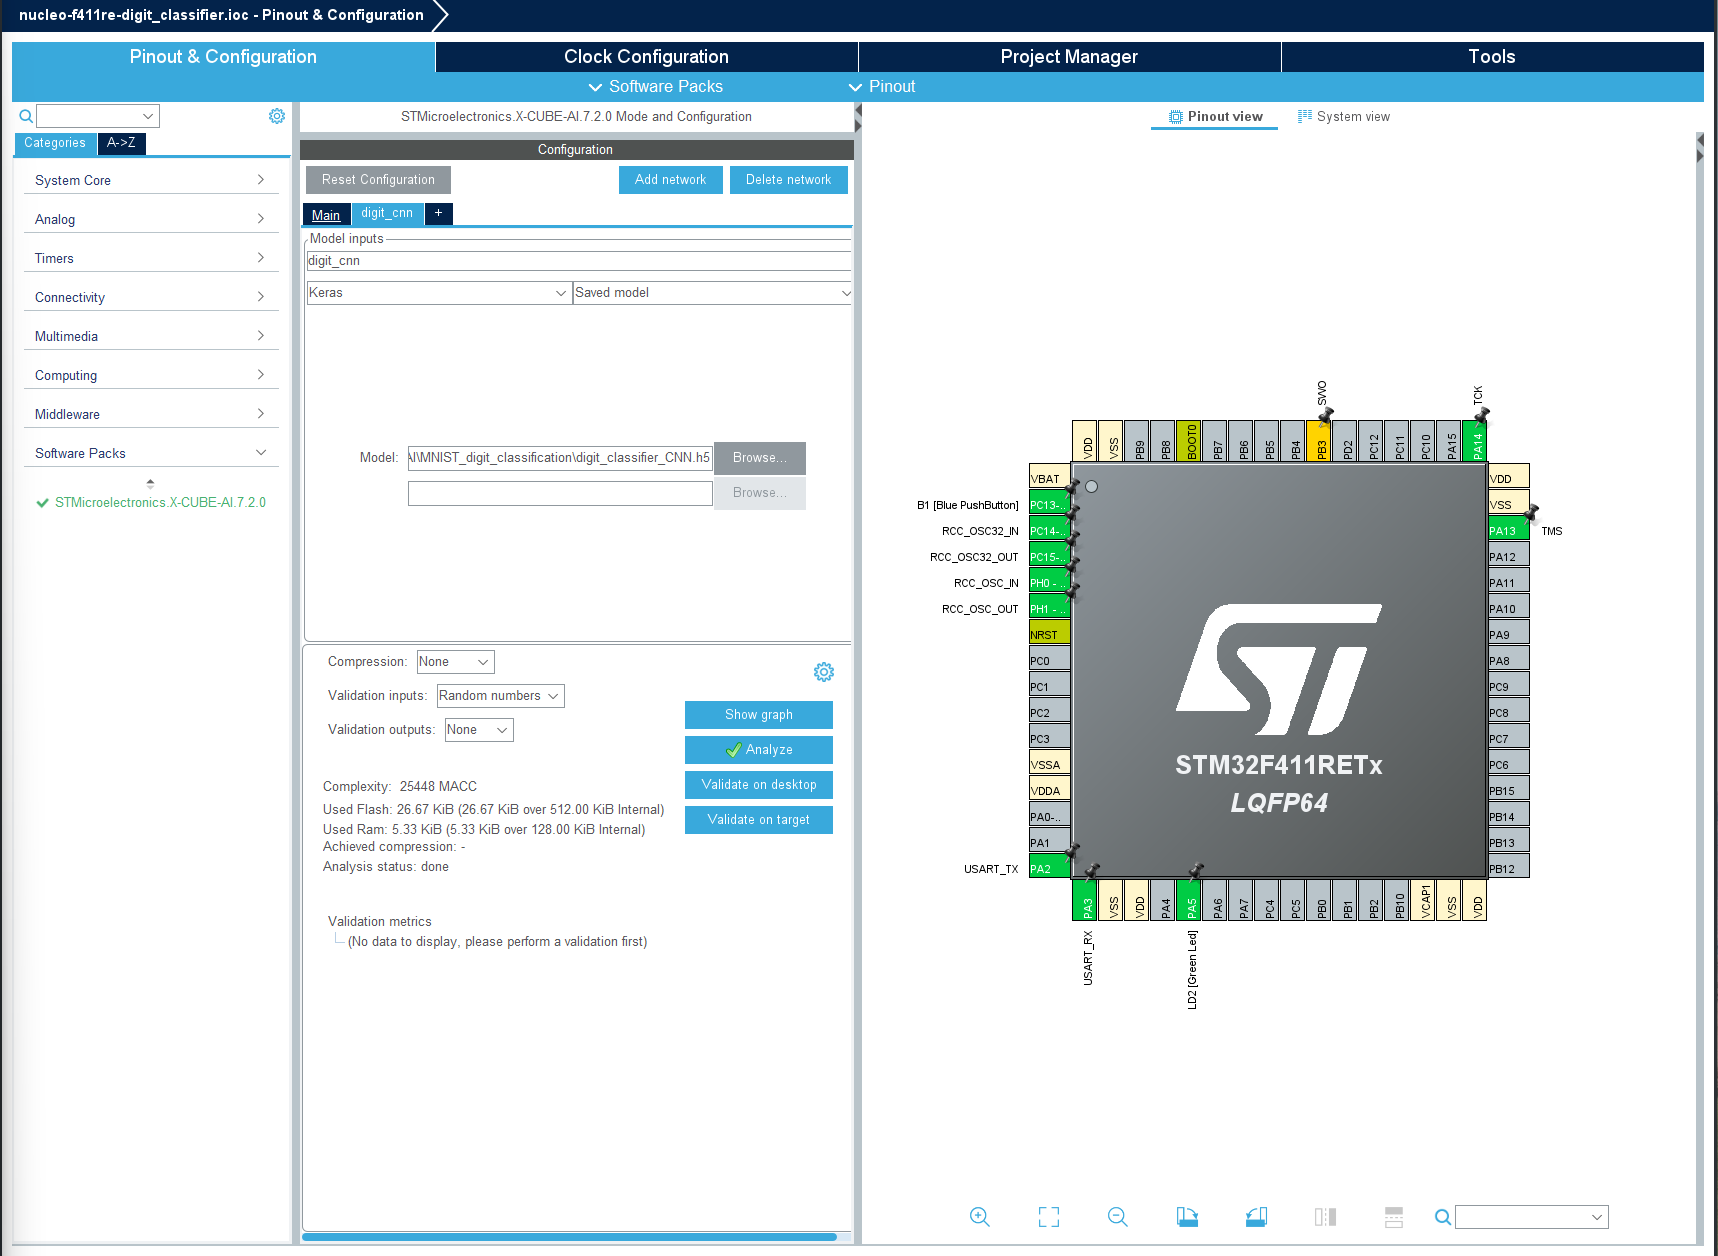 nucleo-f411re-digit_classifier.ioc - Pinout & Configuration
Pinout & Configuration
Clock Configuration
Project Manager
Tools
Software Packs
Pinout
Categories
A->Z
System Core
Analog
Timers
Connectivity
Multimedia
Computing
Middleware
Software Packs
STMicroelectronics.X-CUBE-AI.7.2.0
STMicroelectronics.X-CUBE-AI.7.2.0 Mode and Configuration
Configuration
Reset Configuration
Add network
Delete network
Main
digit_cnn
+
Model inputs
digit_cnn
Keras
Saved model
Model:
AI\MNIST_digit_classification\digit_classifier_CNN.h5
Browse...
Browse...
Compression:
None
Validation inputs:
Random numbers
Validation outputs:
None
Show graph
Analyze
Validate on desktop
Validate on target
Complexity: 25448 MACC
Used Flash: 26.67 KiB (26.67 KiB over 512.00 KiB Internal)
Used Ram: 5.33 KiB (5.33 KiB over 128.00 KiB Internal)
Achieved compression: -
Analysis status: done
Validation metrics
(No data to display, please perform a validation first)
Pinout view
System view
SWO
TCK
VDD
VSS
PB9
PB8
BOOT0
PB7
PB6
PB5
PB4
PB3
PD2
PC12
PC11
PC10
PA15
PA14
VBAT
B1 [Blue PushButton]
PC13-..
RCC_OSC32_IN
PC14-..
RCC_OSC32_OUT
PC15-..
RCC_OSC_IN
PH0 - ..
RCC_OSC_OUT
PH1 - ..
NRST
PC0
PC1
PC2
PC3
VSSA
VDDA
PA0-..
PA1
USART_TX
PA2
ST
STM32F411RETx
LQFP64
VDD
VSS
PA13
TMS
PA12
PA11
PA10
PA9
PA8
PC9
PC8
PC7
PC6
PB15
PB14
PB13
PB12
PA3
VSS
VDD
PA4
PA5
PA6
PA7
PC4
PC5
PB0
PB1
PB2
PB10
VCAP1
VSS
VDD
USART_RX
LD2 [Green Led]